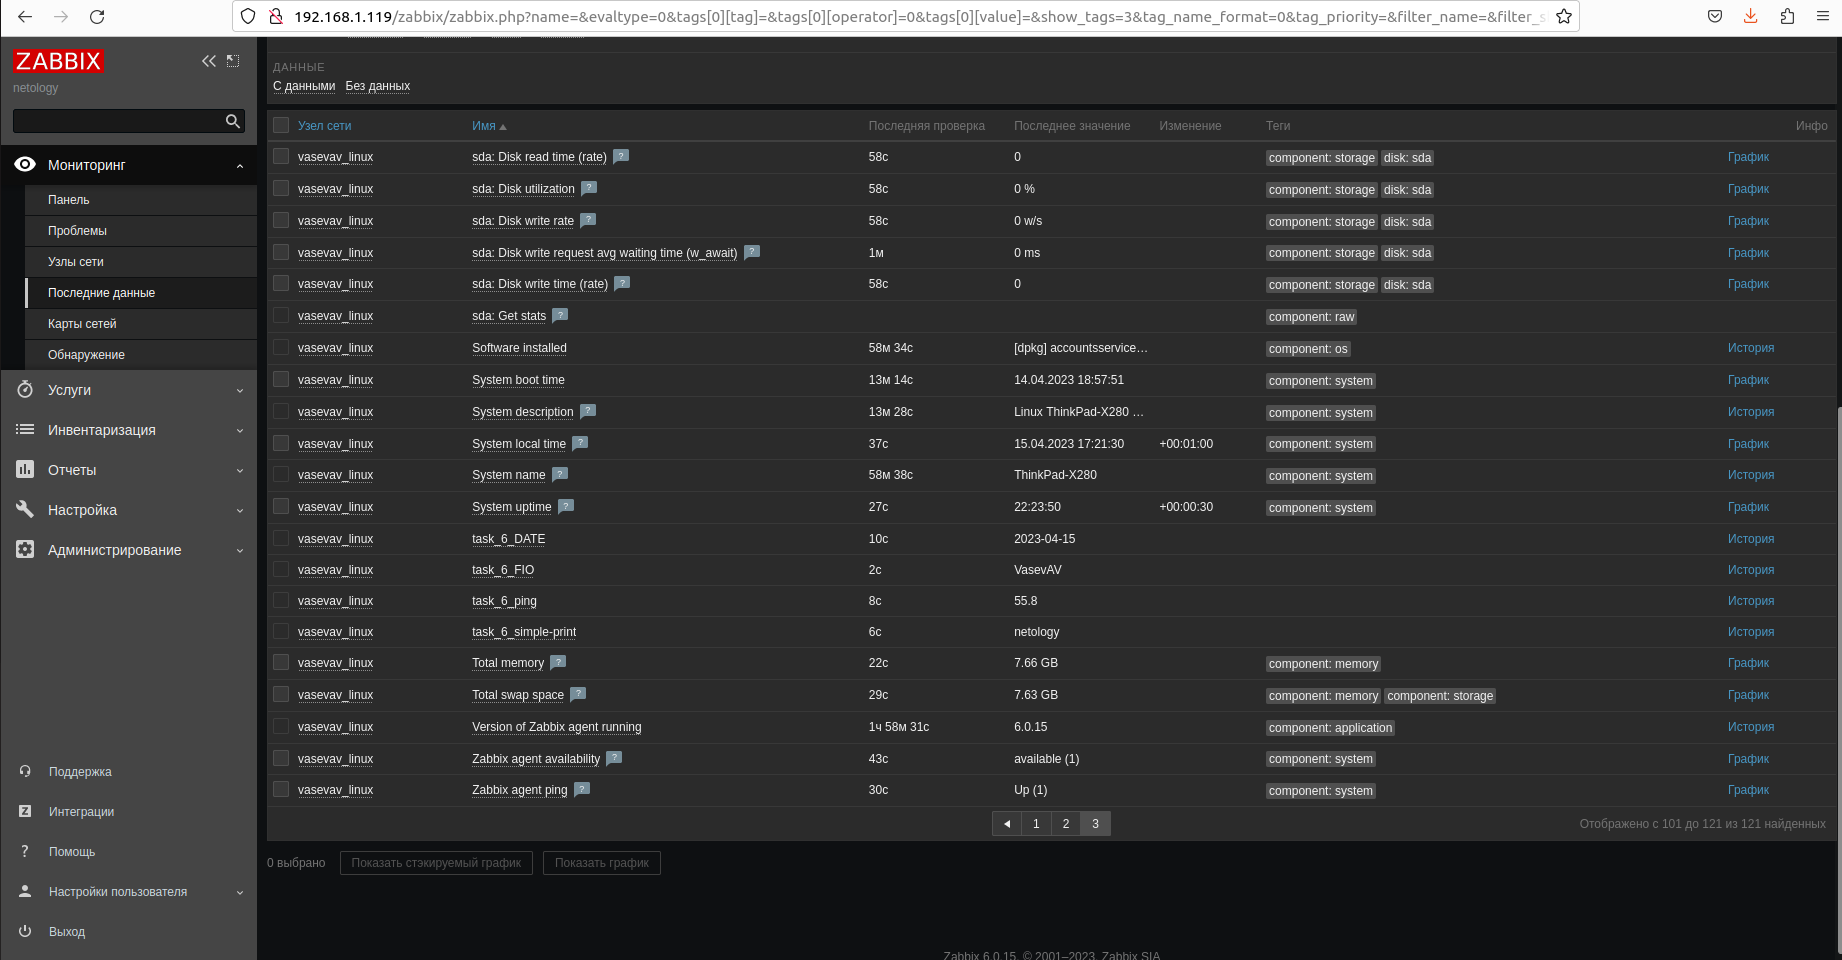 192.168.1.119/zabbix/zabbix.php?name=&evaltype=0&tags[0][tag]=&tags[0][operator]=0&tags[0][value]=&show_tags=3&tag_name_format=0&tag_priority=&filter_name=&filter_s
ZABBIX
netology
Мониторинг
Панель
Проблемы
Узлы сети
Последние данные
Карты сетей
Обнаружение
Услуги
Инвентаризация
Отчеты
Настройка
Администрирование
Поддержка
Интеграции
Помощь
Настройки пользователя
Выход
ДАННЫЕ
С данными Без данных
Узел сети Имя Последняя проверка Последнее значение Изменение Теги Инфо
vasevav_linux sda: Disk read time (rate) ? 58с 0 component: storage disk: sda График
vasevav_linux sda: Disk utilization ? 58с 0 % component: storage disk: sda График
vasevav_linux sda: Disk write rate ? 58с 0 w/s component: storage disk: sda График
vasevav_linux sda: Disk write request avg waiting time (w_await) ? 1м 0 ms component: storage disk: sda График
vasevav_linux sda: Disk write time (rate) ? 58с 0 component: storage disk: sda График
vasevav_linux sda: Get stats ? component: raw
vasevav_linux Software installed 58м 34с [dpkg] accountsservice… component: os История
vasevav_linux System boot time 13м 14с 14.04.2023 18:57:51 component: system График
vasevav_linux System description ? 13м 28с Linux ThinkPad-X280 … component: system История
vasevav_linux System local time ? 37с 15.04.2023 17:21:30 +00:01:00 component: system График
vasevav_linux System name ? 58м 38с ThinkPad-X280 component: system История
vasevav_linux System uptime ? 27с 22:23:50 +00:00:30 component: system График
vasevav_linux task_6_DATE 10с 2023-04-15 История
vasevav_linux task_6_FIO 2с VasevAV История
vasevav_linux task_6_ping 8с 55.8 История
vasevav_linux task_6_simple-print 6с netology История
vasevav_linux Total memory ? 22с 7.66 GB component: memory График
vasevav_linux Total swap space ? 29с 7.63 GB component: memory component: storage График
vasevav_linux Version of Zabbix agent running 1ч 58м 31с 6.0.15 component: application История
vasevav_linux Zabbix agent availability ? 43с available (1) component: system График
vasevav_linux Zabbix agent ping ? 30с Up (1) component: system График
1 2 3 Отображено с 101 до 121 из 121 найденных
0 выбрано Показать стэкируемый график Показать график
Zabbix 6.0.15. © 2001–2023, Zabbix SIA